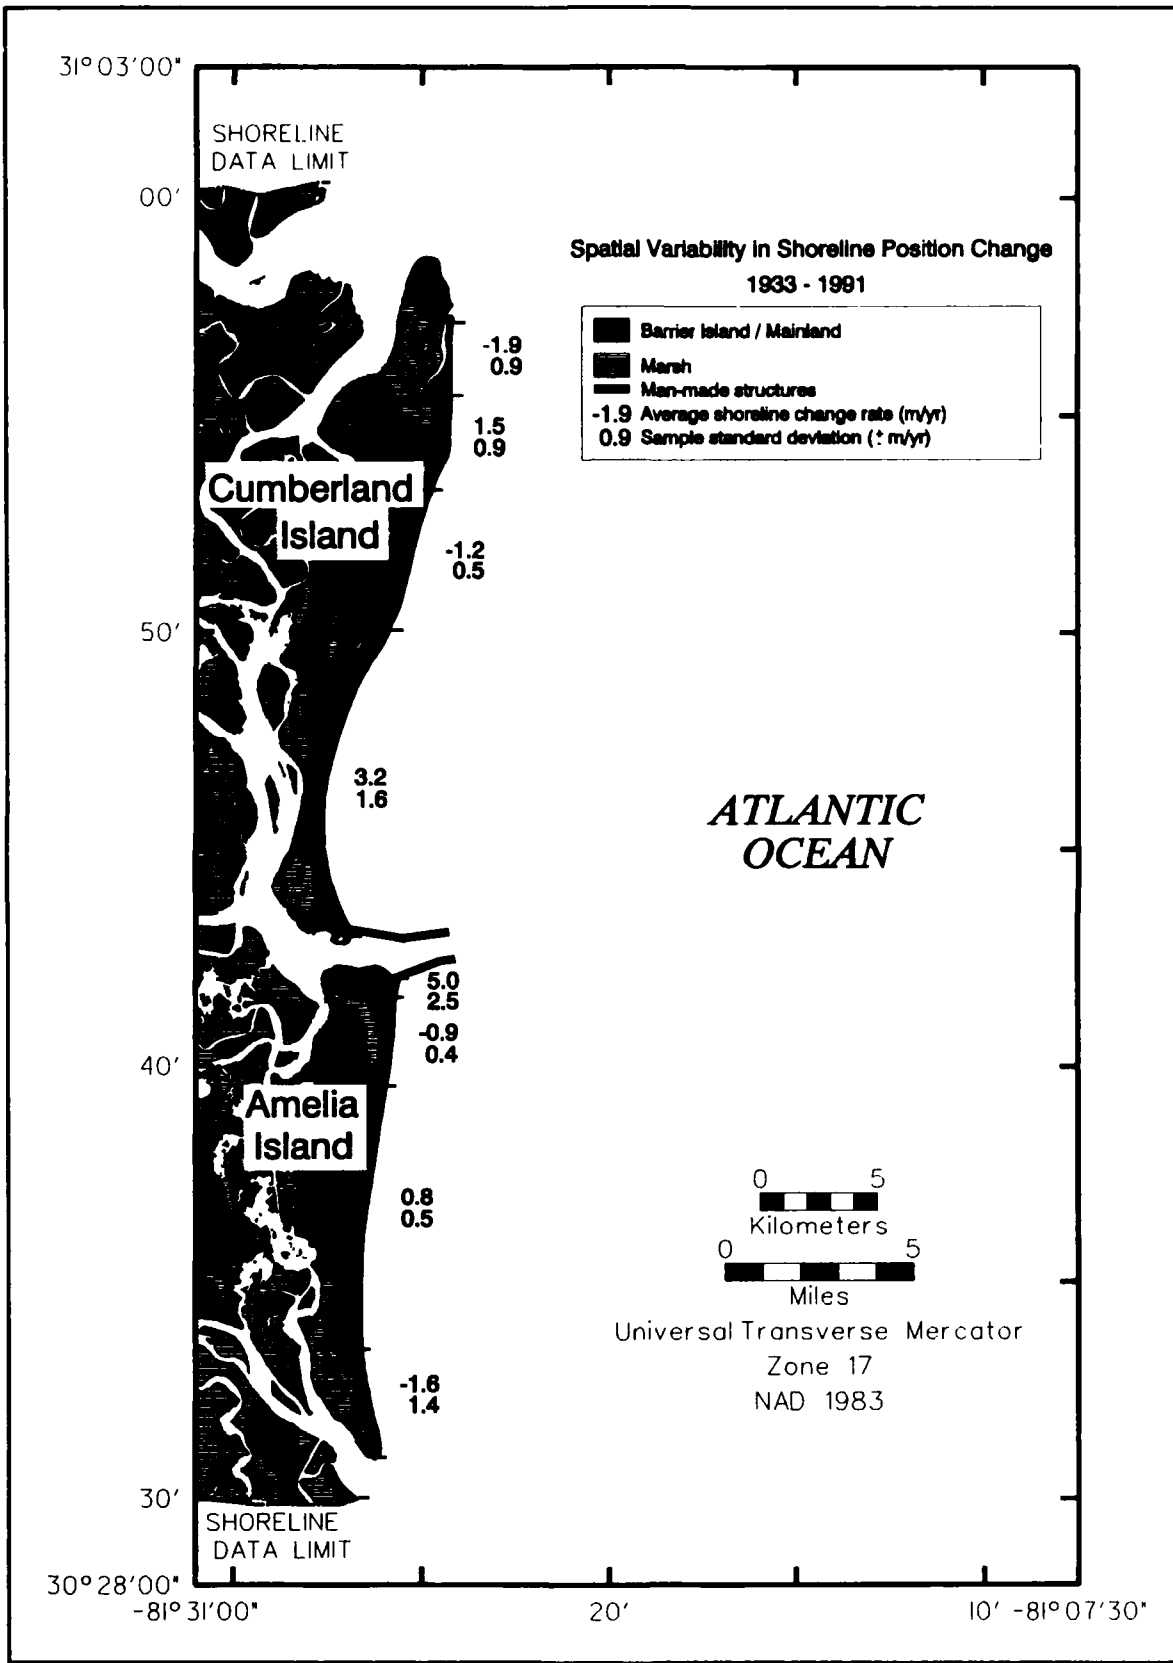 31°03'00"
SHORELINE
DATA LIMIT
00'
Spatial Variability in Shoreline Position Change
1933 - 1991
Barrier Island / Mainland
Marsh
Man-made structures
-1.9 Average shoreline change rate (m/yr)
0.9 Sample standard deviation (± m/yr)
-1.9
0.9
1.5
0.9
Cumberland
Island
-1.2
0.5
50'
3.2
1.6
ATLANTIC
OCEAN
5.0
2.5
-0.9
0.4
40'
Amelia
Island
0.8
0.5
0 5
Kilometers
0 5
Miles
Universal Transverse Mercator
Zone 17
NAD 1983
-1.6
1.4
30'
SHORELINE
DATA LIMIT
30°28'00"
-81°31'00" 20' 10' -81°07'30"